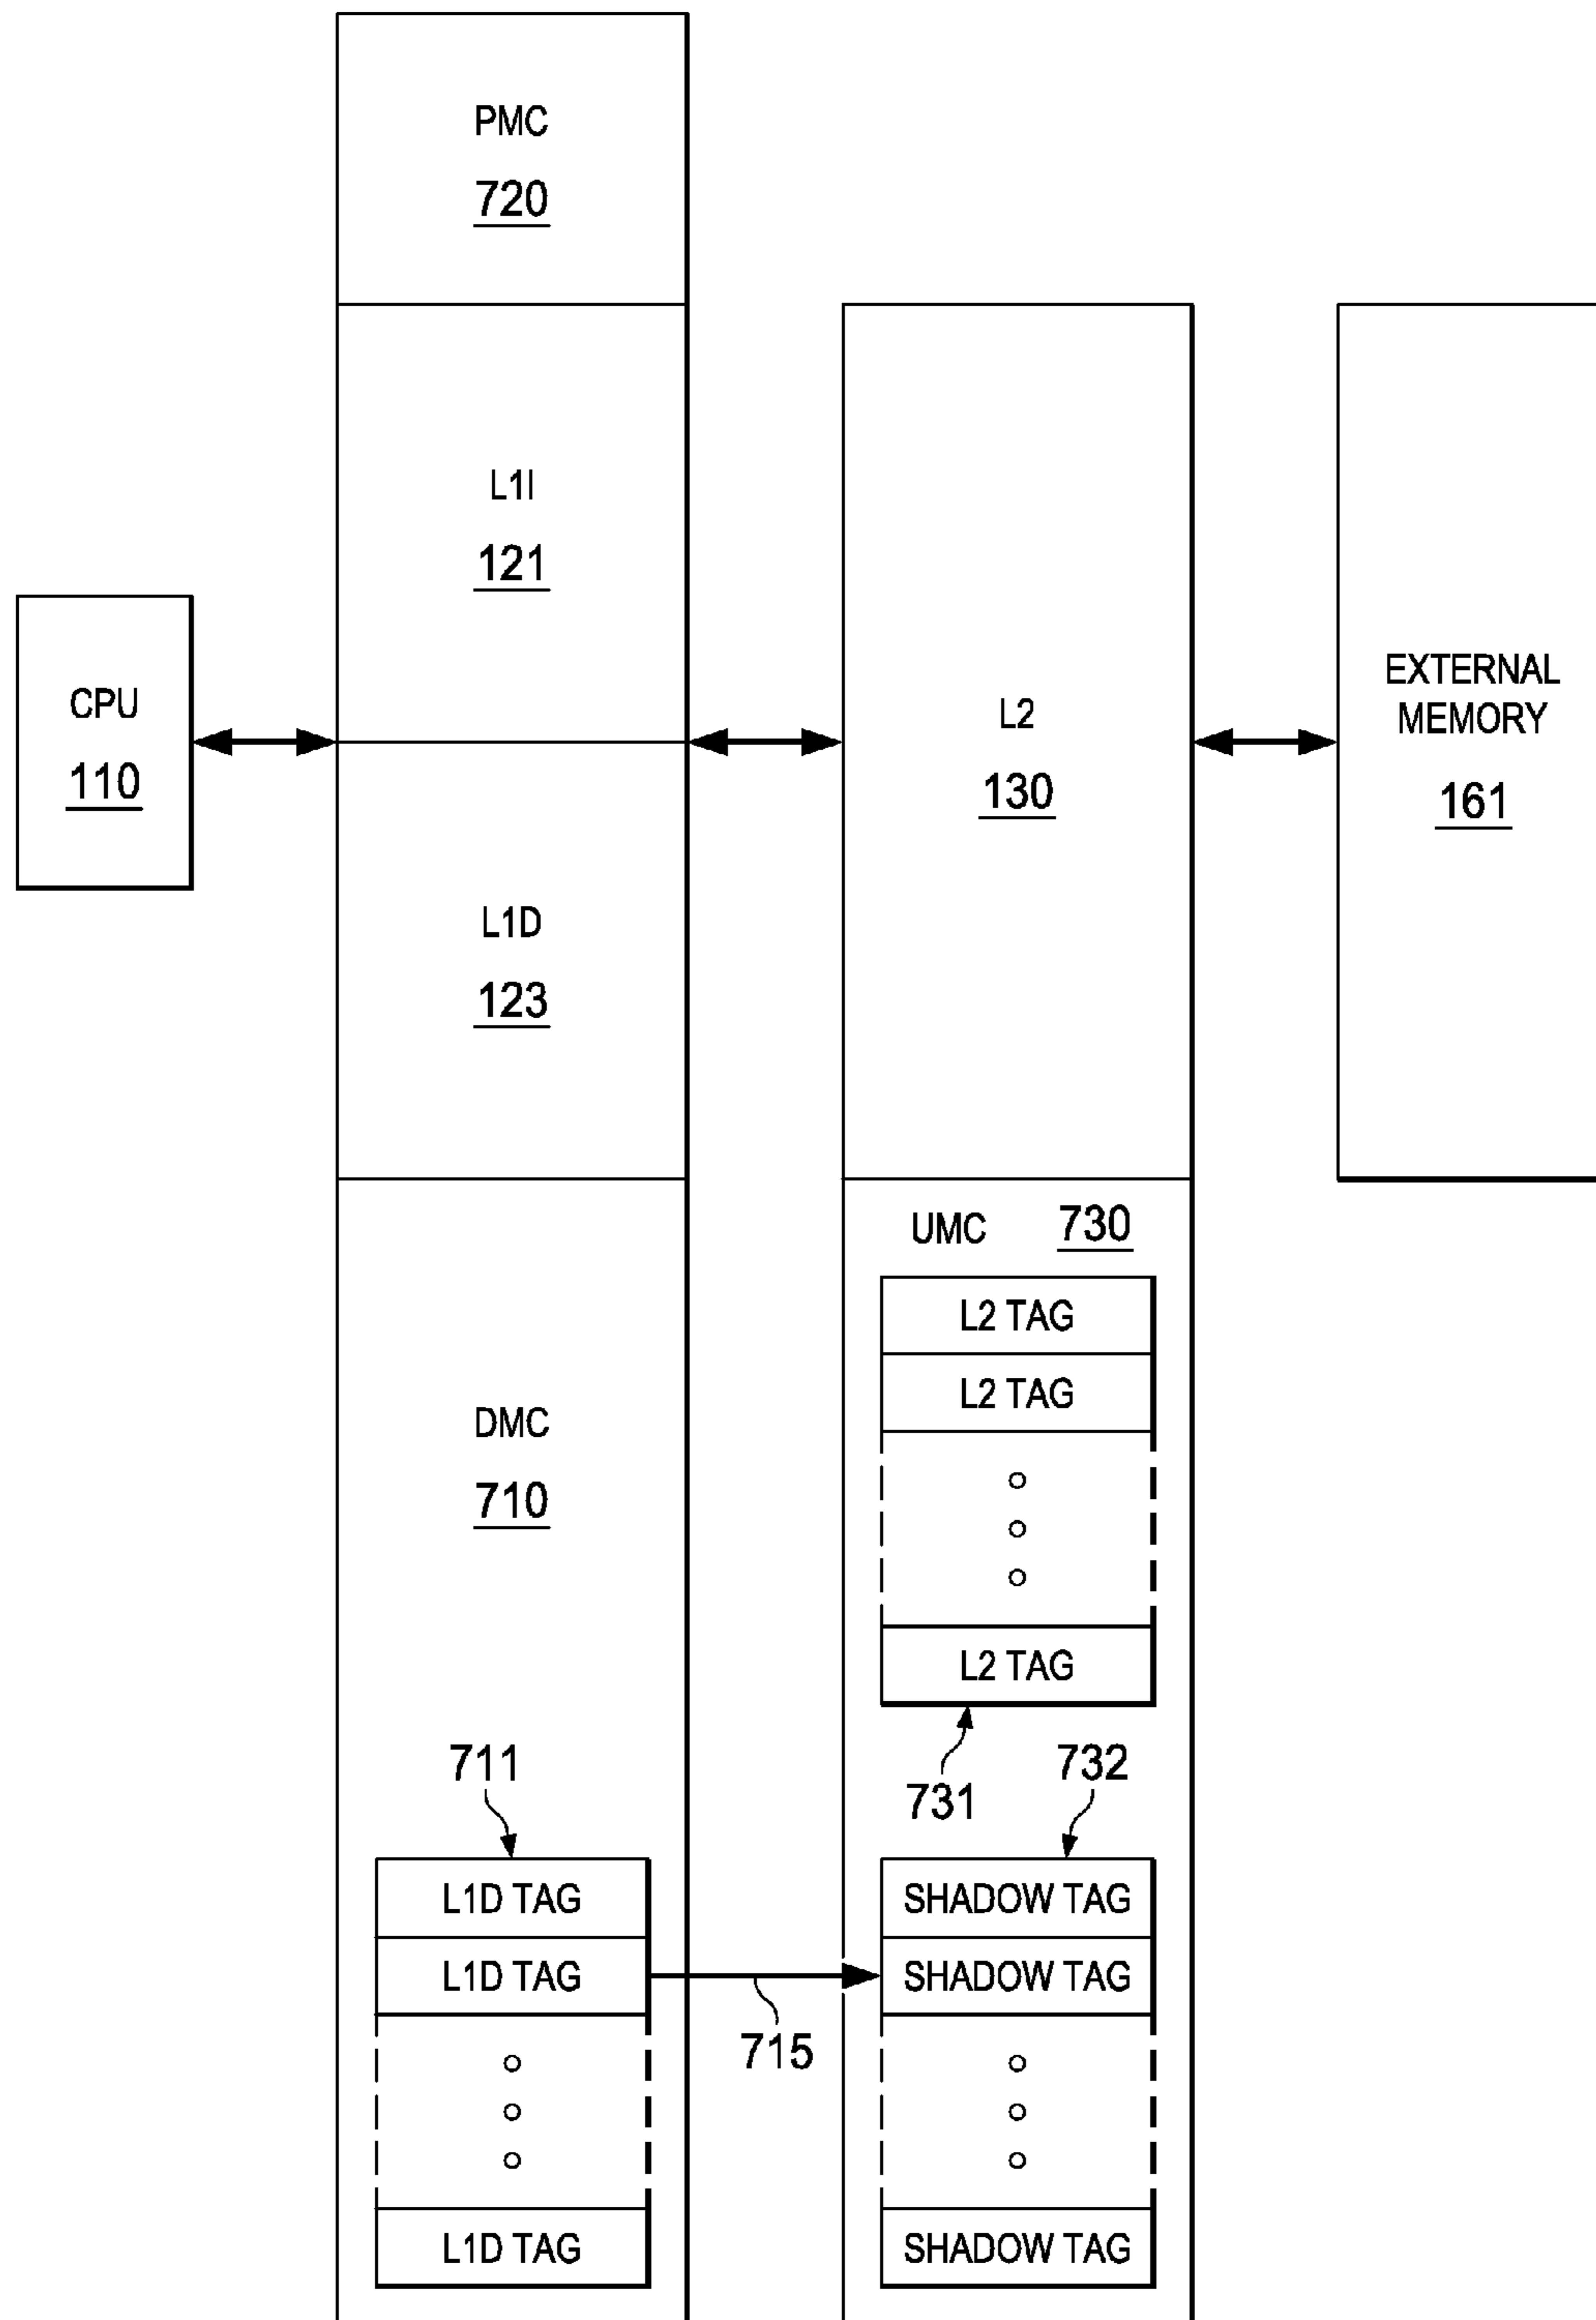 PMC
720
L1I
121
CPU
110
L1D
123
L2
130
EXTERNAL
MEMORY
161
DMC
710
UMC 730
L2 TAG
L2 TAG
L2 TAG
731
711
732
L1D TAG
L1D TAG
L1D TAG
715
SHADOW TAG
SHADOW TAG
SHADOW TAG